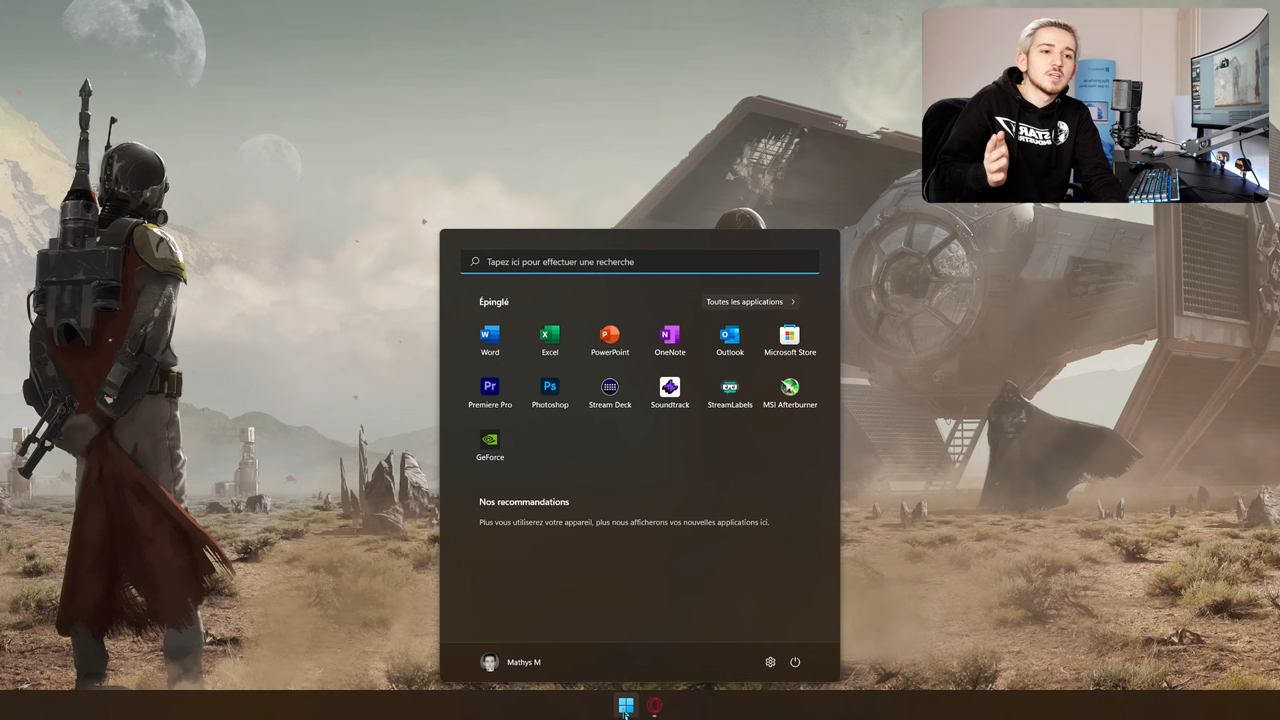 Tapez ici pour effectuer une recherche
Épinglé
Toutes les applications
Word
Excel
PowerPoint
OneNote
Outlook
Microsoft Store
Premiere Pro
Photoshop
Stream Deck
Soundtrack
StreamLabels
MSI Afterburner
GeForce
Nos recommandations
Plus vous utiliserez votre appareil, plus nous afficherons vos nouvelles applications ici.
Mathys M